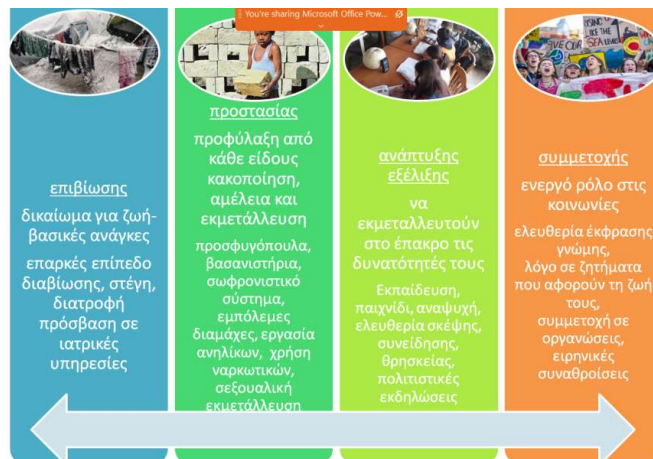 You're sharing Microsoft Office Pow...
επιβίωσης
δικαίωμα για ζωή-
βασικές ανάγκες
επαρκές επίπεδο
διαβίωσης, στέγη,
διατροφή
πρόσβαση σε
ιατρικές
υπηρεσίες
προστασίας
προφύλαξη από
κάθε είδους
κακοποίηση,
αμέλεια και
εκμετάλλευση
προσφυγόπουλα,
βασανιστήρια,
σωφρονιστικό
σύστημα,
εμπόλεμες
διαμάχες, εργασία
ανηλίκων, χρήση
ναρκωτικών,
σεξουαλική
εκμετάλλευση
ανάπτυξης
εξέλιξης
να
εκμεταλλευτούν
στο έπακρο τις
δυνατότητές τους
Εκπαίδευση,
παιχνίδι, αναψυχή,
ελευθερία σκέψης,
συνείδησης,
θρησκείας,
πολιτιστικές
εκδηλώσεις
LIKE THE
SEA LEVEL
συμμετοχής
ενεργό ρόλο στις
κοινωνίες
ελευθερία έκφρασης
γνώμης,
λόγο σε ζητήματα
που αφορούν τη ζωή
τους,
συμμετοχή σε
οργανώσεις,
ειρηνικές
συναθροίσεις